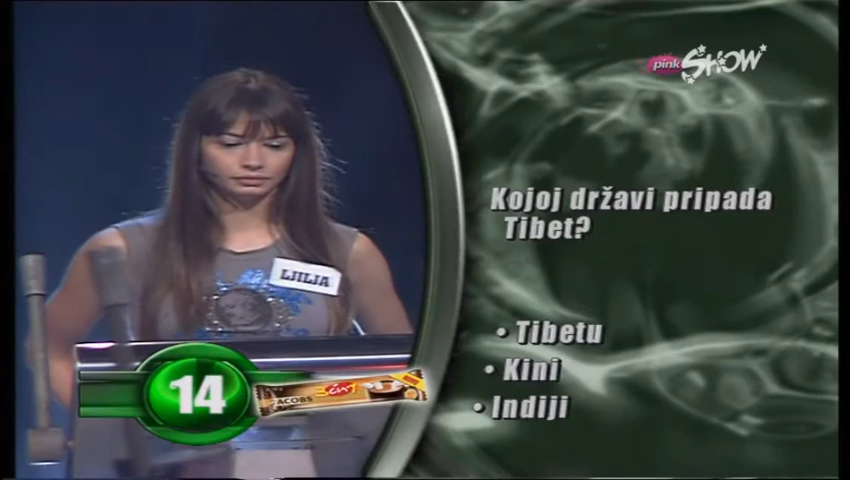 pink SHOW
Kojoj državi pripada
Tibet?
• Tibetu
• Kini
• Indiji
LJILJA
14
JACOBS